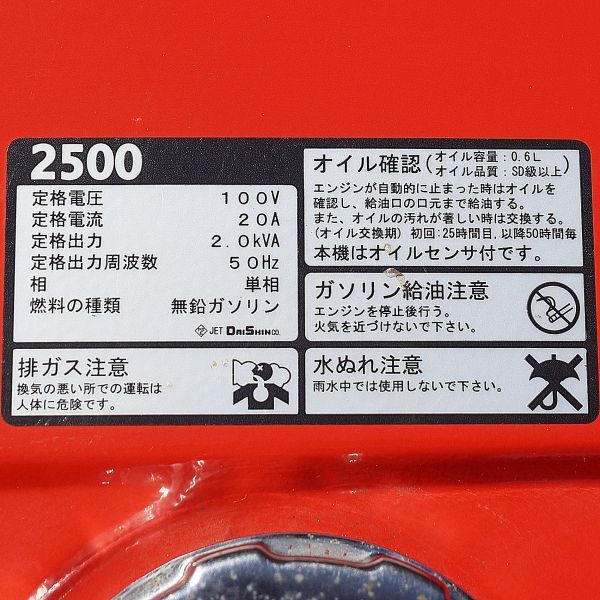 2500
定格電圧 100V
定格電流 20A
定格出力 2.0kVA
定格出力周波数 50Hz
相 単相
燃料の種類 無鉛ガソリン
JET DAISHIN CO.
オイル確認(オイル容量:0.6L
オイル品質:SD級以上)
エンジンが自動的に止まった時はオイルを
確認し、給油口の口元まで給油する。
また、オイルの汚れが著しい時は交換する。
(オイル交換期)初回:25時間目,以降50時間毎
本機はオイルセンサ付です。
ガソリン給油注意
エンジンを停止後行う。
火気を近づけないで下さい。
排ガス注意
換気の悪い所での運転は
人体に危険です。
水ぬれ注意
雨水中では使用しないで下さい。